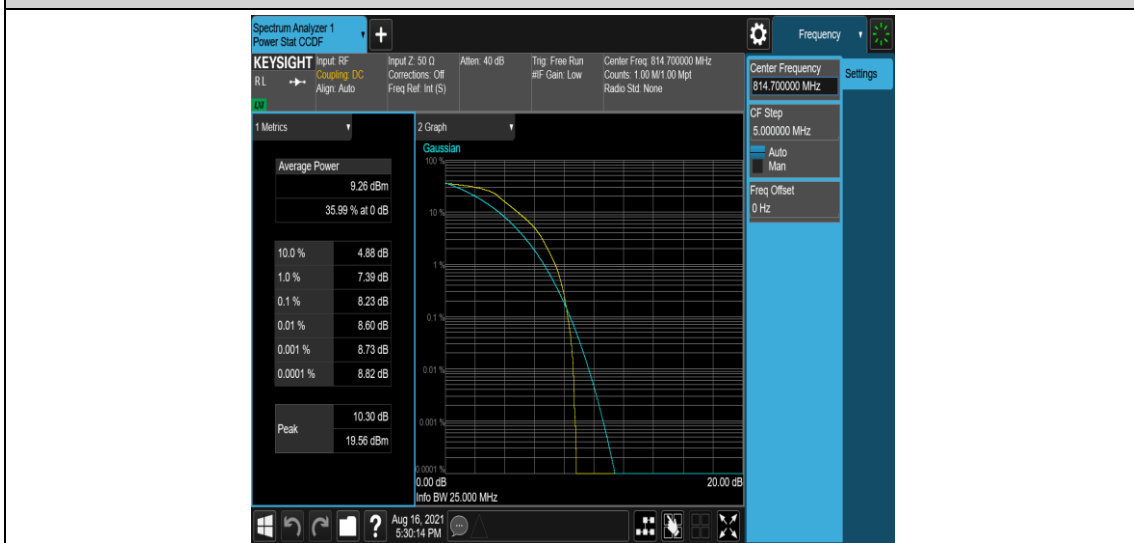 Spectrum Analyzer 1
Power Stat CCDF
Frequency
KEYSIGHT
RL
Input: RF
Coupling: DC
Align: Auto
Input Z: 50 Ω
Corrections: Off
Freq Ref: Int (S)
Atten: 40 dB
Trig: Free Run
#IF Gain: Low
Center Freq: 814.700000 MHz
Counts: 1.00 M/1.00 Mpt
Radio Std: None
LXI
1 Metrics
Average Power
9.26 dBm
35.99 % at 0 dB
10.0 % 4.88 dB
1.0 % 7.39 dB
0.1 % 8.23 dB
0.01 % 8.60 dB
0.001 % 8.73 dB
0.0001 % 8.82 dB
Peak
10.30 dB
19.56 dBm
2 Graph
Gaussian
100 %
10 %
1 %
0.1 %
0.01 %
0.001 %
0.0001 %
0.00 dB 20.00 dB
Info BW 25.000 MHz
Center Frequency
814.700000 MHz
Settings
CF Step
5.000000 MHz
Auto
Man
Freq Offset
0 Hz
?
Aug 16, 2021
5:30:14 PM